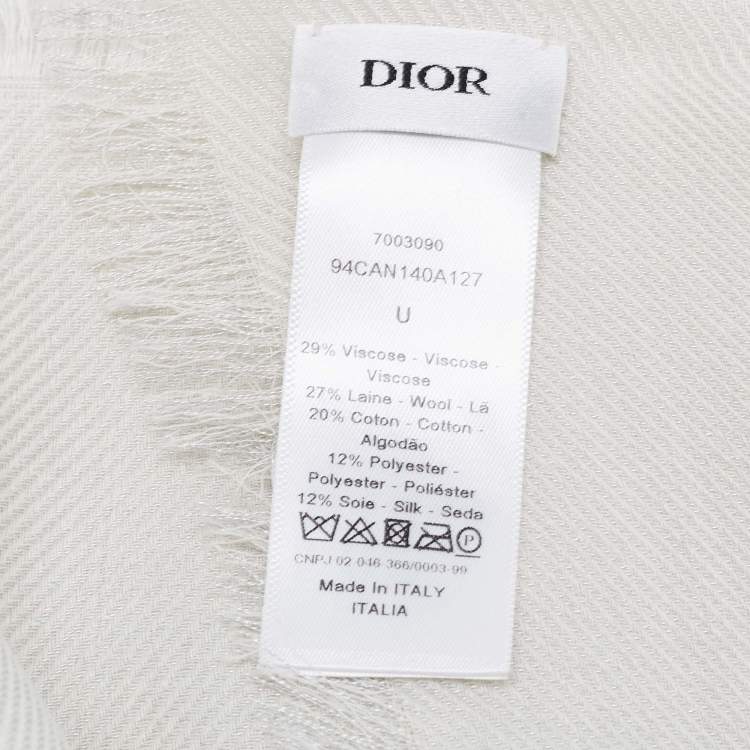 DIOR
7003090
94CAN140A127
U
29% Viscose - Viscose -
Viscose
27% Laine - Wool - Lã
20% Coton - Cotton -
Algodão
12% Polyester -
Polyester - Poliéster
12% Soie - Silk - Seda
P
CNPJ 02-046-366/0003-99
Made In ITALY
ITALIA